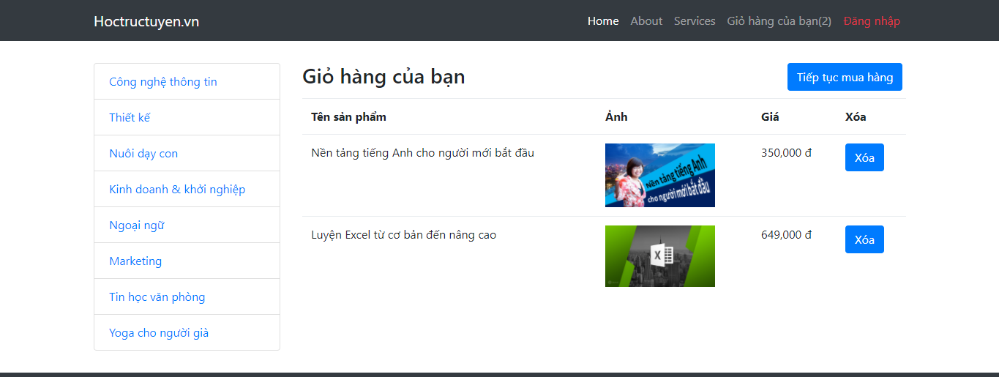 Hoctructuyen.vn
Home About Services Giỏ hàng của bạn(2) Đăng nhập
Công nghệ thông tin
Thiết kế
Nuôi dạy con
Kinh doanh & khởi nghiệp
Ngoại ngữ
Marketing
Tin học văn phòng
Yoga cho người già
Giỏ hàng của bạn
Tiếp tục mua hàng
Tên sản phẩm Ảnh Giá Xóa
Nền tảng tiếng Anh cho người mới bắt đầu
Nền tảng tiếng Anh
cho người mới bắt đầu
350,000 đ
Xóa
Luyện Excel từ cơ bản đến nâng cao
X
649,000 đ
Xóa